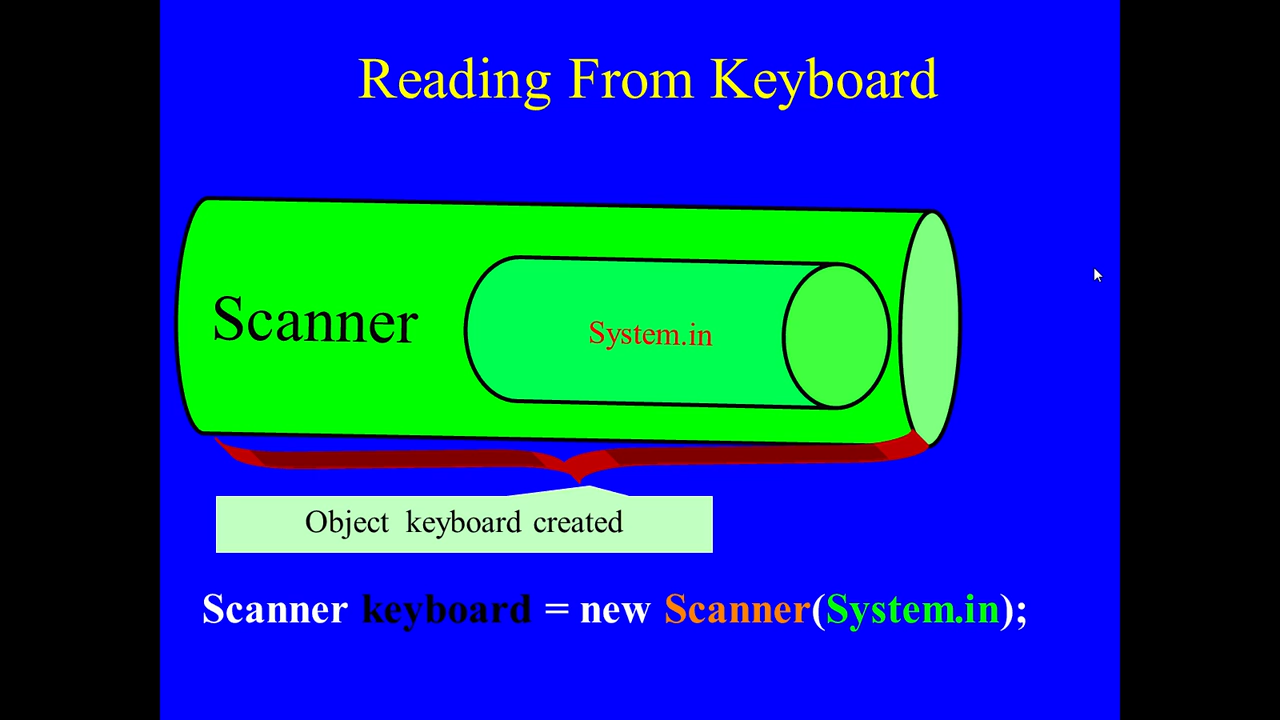 Reading From Keyboard
Scanner
System.in
Object keyboard created
Scanner keyboard = new Scanner(System.in);